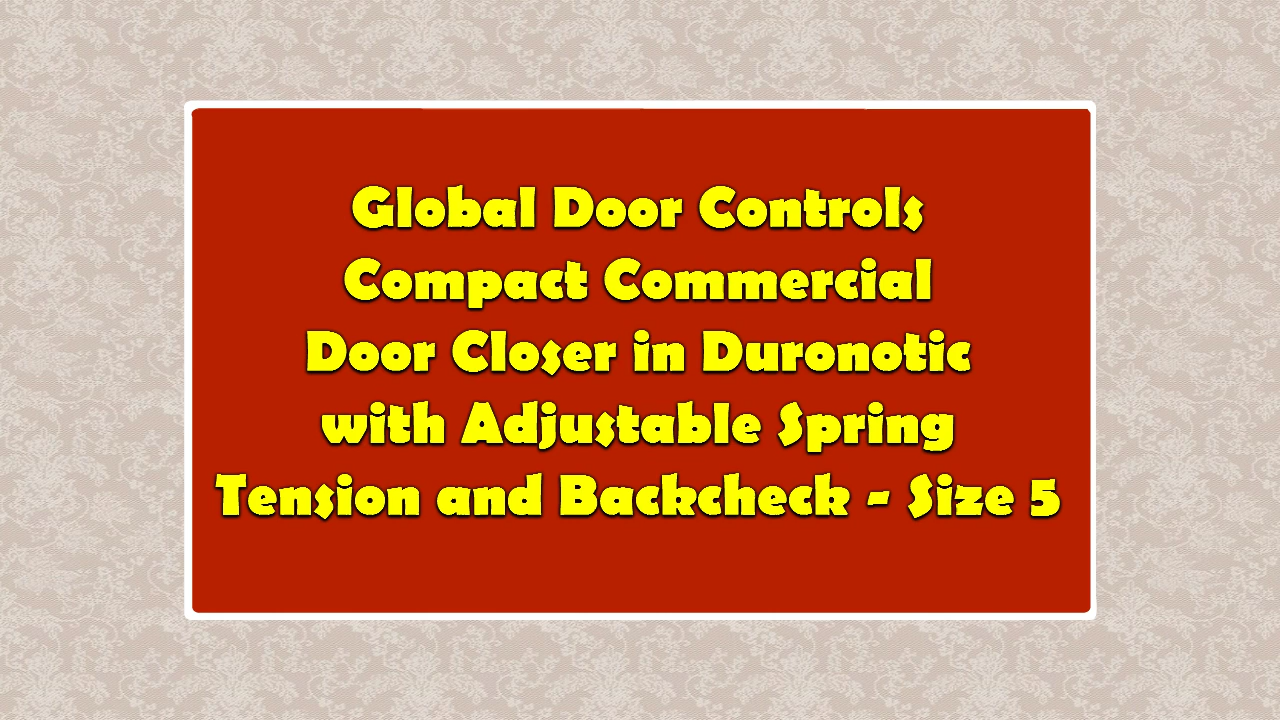 Global Door Controls
Compact Commercial
Door Closer in Duronotic
with Adjustable Spring
Tension and Backcheck - Size 5